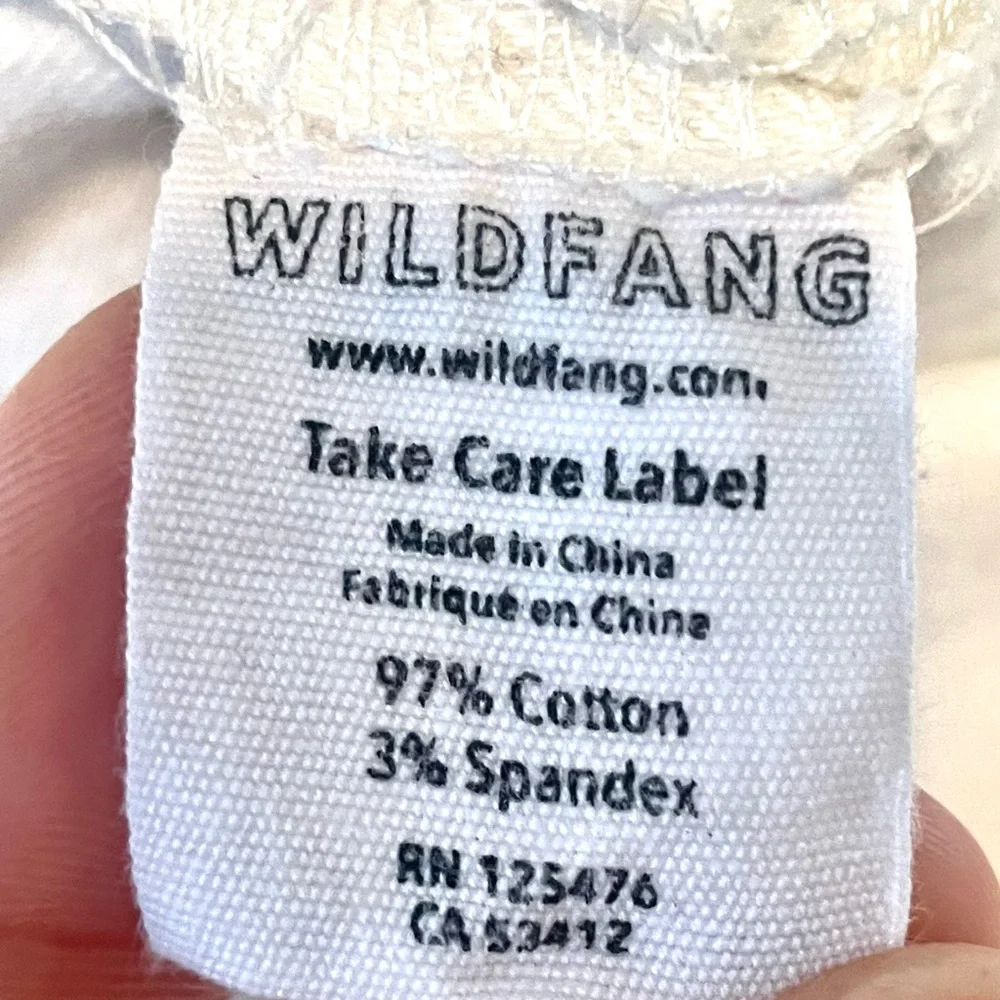 WILDFANG
www.wildfang.com
Take Care Label
Made in China
Fabriqué en Chine
97% Cotton
3% Spandex
RN 125476
CA 53412